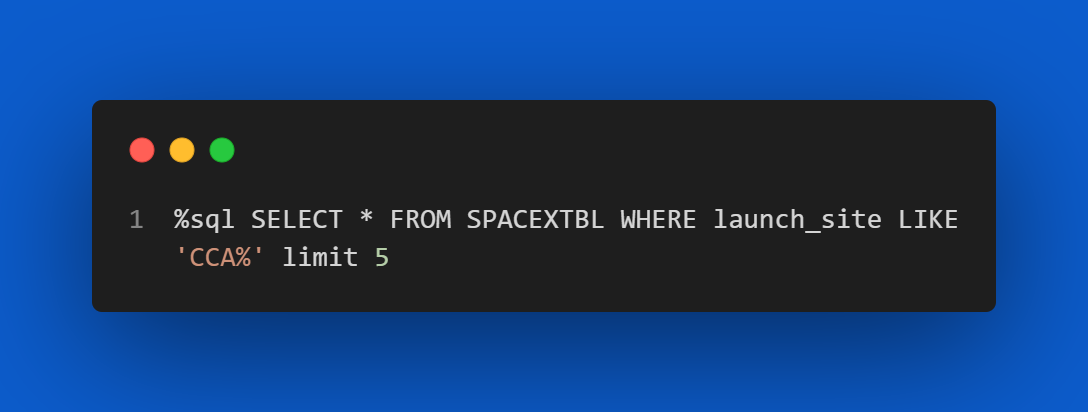 1 %sql SELECT * FROM SPACEXTBL WHERE launch_site LIKE
'CCA%' limit 5